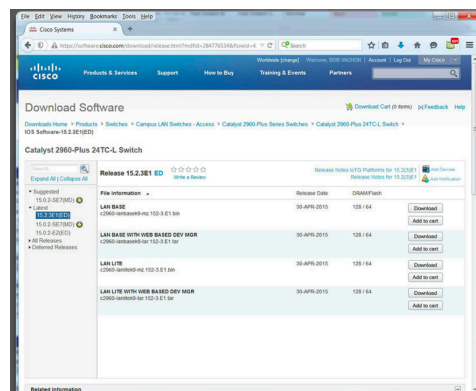 File Edit View History Bookmarks Tools Help
Cisco Systems
https://software.cisco.com/download/release.html?mdfid=284776534&flowid=4
Search
Worldwide [change] Welcome, BOB VACHON Account Log Out My Cisco
CISCO
Products & Services Support How to Buy Training & Events Partners
Download Software
Download Cart (0 items) [+] Feedback Help
Downloads Home > Products > Switches > Campus LAN Switches - Access > Catalyst 2960-Plus Series Switches > Catalyst 2960-Plus 24TC-L Switch >
IOS Software-15.2.3E1(ED)
Catalyst 2960-Plus 24TC-L Switch
Search
Expand All | Collapse All
Suggested
15.0.2-SE7(MD)
Latest
15.2.3E1(ED)
15.0.2-SE7(MD)
15.0.2-EZ(ED)
All Releases
Deferred Releases
Release 15.2.3E1 ED
Write a Review
Release Notes IoTG Platforms for 15.2(3)E1
Release Notes for 15.2(3)E1
Add Devices
Add Notification
File Information Release Date DRAM/Flash
LAN BASE 30-APR-2015 128 / 64 Download
c2960-lanbasek9-mz.152-3.E1.bin Add to cart
LAN BASE WITH WEB BASED DEV MGR 30-APR-2015 128 / 64 Download
c2960-lanbasek9-tar.152-3.E1.tar Add to cart
LAN LITE 30-APR-2015 128 / 64 Download
c2960-lanlitek9-mz.152-3.E1.bin Add to cart
LAN LITE WITH WEB BASED DEV MGR 30-APR-2015 128 / 64 Download
c2960-lanlitek9-tar.152-3.E1.tar Add to cart
Related Information